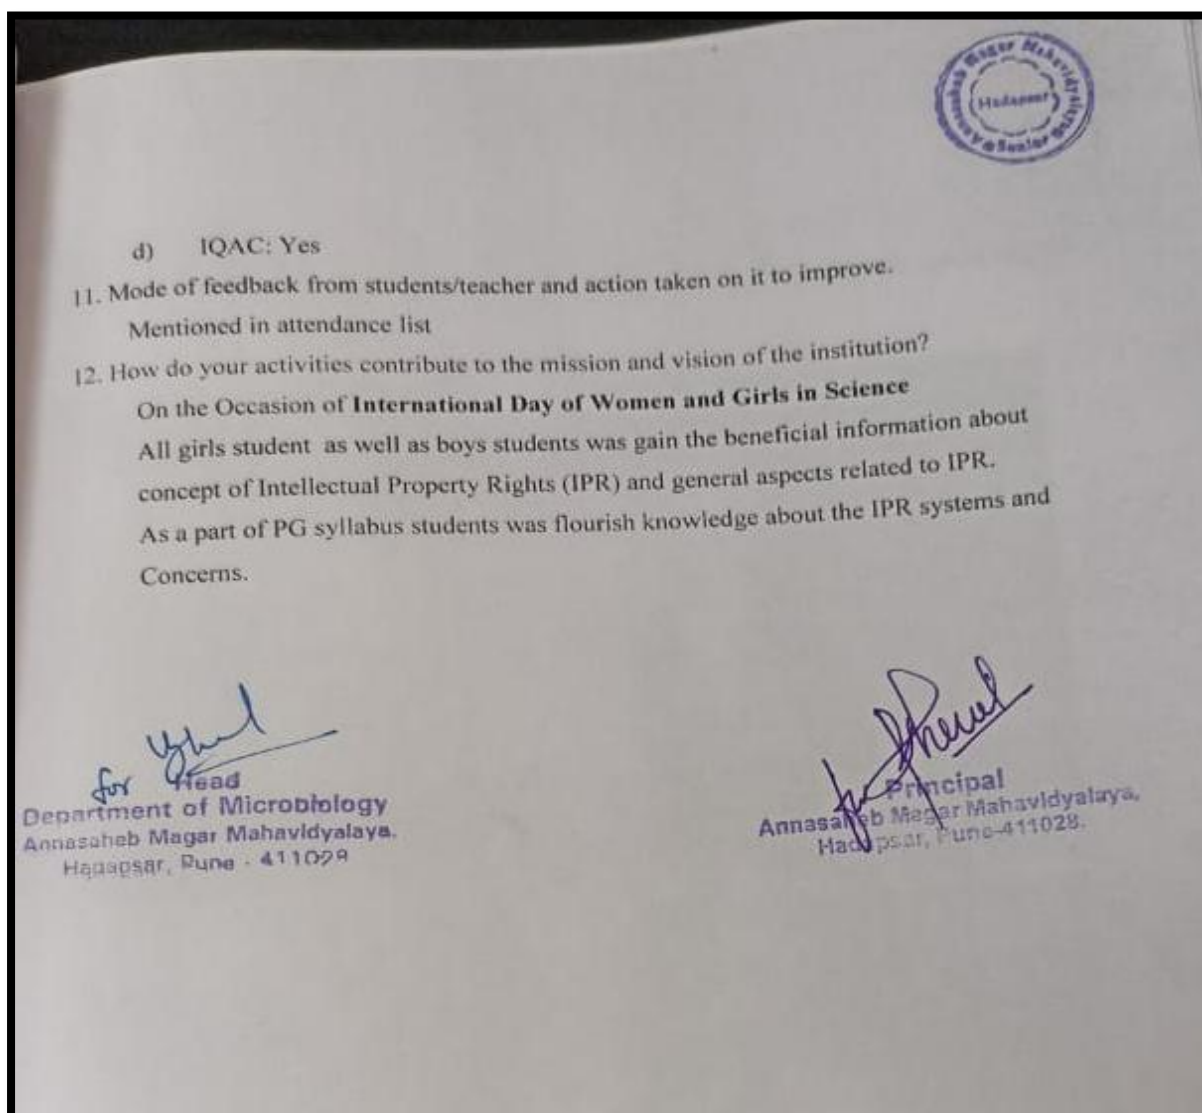 Annasaheb Magar Mahavidyalaya
Senior
Hadapsar
d) IQAC: Yes
11. Mode of feedback from students/teacher and action taken on it to improve.
Mentioned in attendance list
12. How do your activities contribute to the mission and vision of the institution?
On the Occasion of International Day of Women and Girls in Science
All girls student as well as boys students was gain the beneficial information about
concept of Intellectual Property Rights (IPR) and general aspects related to IPR.
As a part of PG syllabus students was flourish knowledge about the IPR systems and
Concerns.
for
Head
Department of Microbiology
Annasaheb Magar Mahavidyalaya.
Hadapsar, Pune - 411028
Principal
Annasaheb Magar Mahavidyalaya,
Hadapsar, Pune-411028.